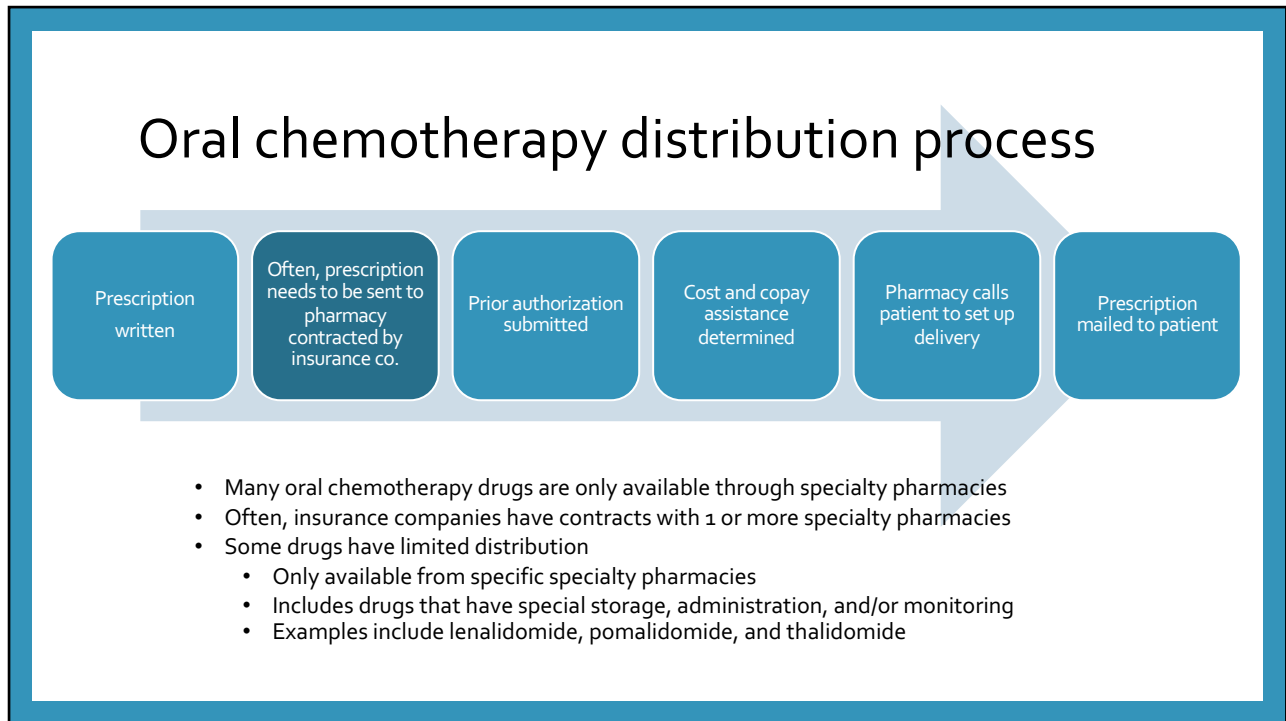 Oral chemotherapy distribution process
Prescription
written
Often, prescription
needs to be sent to
pharmacy
contracted by
insurance co.
Prior authorization
submitted
Cost and copay
assistance
determined
Pharmacy calls
patient to set up
delivery
Prescription
mailed to patient
• Many oral chemotherapy drugs are only available through specialty pharmacies
• Often, insurance companies have contracts with 1 or more specialty pharmacies
• Some drugs have limited distribution
• Only available from specific specialty pharmacies
• Includes drugs that have special storage, administration, and/or monitoring
• Examples include lenalidomide, pomalidomide, and thalidomide